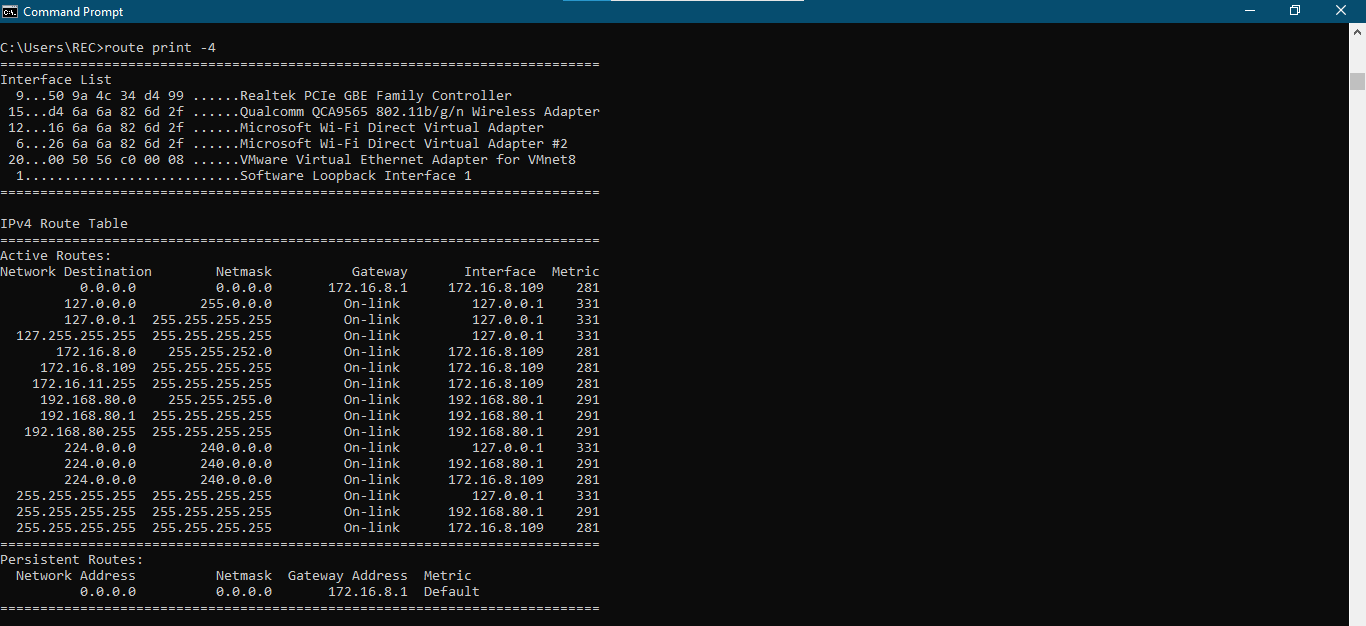 Command Prompt
C:\Users\REC>route print -4
===========================================================================
Interface List
  9...50 9a 4c 34 d4 99 ......Realtek PCIe GBE Family Controller
 15...d4 6a 6a 82 6d 2f ......Qualcomm QCA9565 802.11b/g/n Wireless Adapter
 12...16 6a 6a 82 6d 2f ......Microsoft Wi-Fi Direct Virtual Adapter
  6...26 6a 6a 82 6d 2f ......Microsoft Wi-Fi Direct Virtual Adapter #2
 20...00 50 56 c0 00 08 ......VMware Virtual Ethernet Adapter for VMnet8
  1...........................Software Loopback Interface 1
===========================================================================
IPv4 Route Table
===========================================================================
Active Routes:
Network Destination        Netmask          Gateway       Interface  Metric
          0.0.0.0          0.0.0.0       172.16.8.1     172.16.8.109    281
        127.0.0.0        255.0.0.0         On-link         127.0.0.1    331
        127.0.0.1  255.255.255.255         On-link         127.0.0.1    331
  127.255.255.255  255.255.255.255         On-link         127.0.0.1    331
       172.16.8.0    255.255.252.0         On-link      172.16.8.109    281
     172.16.8.109  255.255.255.255         On-link      172.16.8.109    281
    172.16.11.255  255.255.255.255         On-link      172.16.8.109    281
     192.168.80.0    255.255.255.0         On-link      192.168.80.1    291
     192.168.80.1  255.255.255.255         On-link      192.168.80.1    291
   192.168.80.255  255.255.255.255         On-link      192.168.80.1    291
        224.0.0.0        240.0.0.0         On-link         127.0.0.1    331
        224.0.0.0        240.0.0.0         On-link      192.168.80.1    291
        224.0.0.0        240.0.0.0         On-link      172.16.8.109    281
  255.255.255.255  255.255.255.255         On-link         127.0.0.1    331
  255.255.255.255  255.255.255.255         On-link      192.168.80.1    291
  255.255.255.255  255.255.255.255         On-link      172.16.8.109    281
===========================================================================
Persistent Routes:
  Network Address          Netmask  Gateway Address  Metric
          0.0.0.0          0.0.0.0       172.16.8.1  Default
===========================================================================